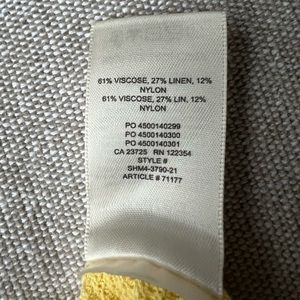 61% VISCOSE, 27% LINEN, 12%
NYLON
61% VISCOSE, 27% LIN, 12%
NYLON
PO 4500140299
PO 4500140300
PO 4500140301
CA 23725 RN 122354
STYLE #
SHM4-3790-21
ARTICLE # 71177